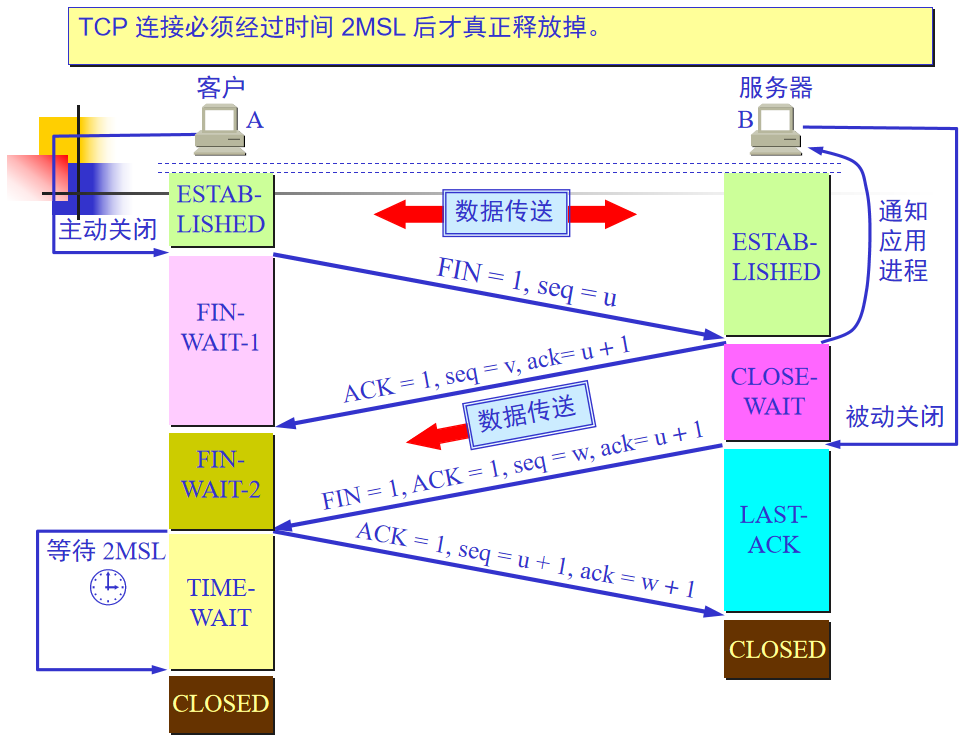 TCP 连接必须经过时间 2MSL 后才真正释放掉。
客户
A
服务器
B
ESTAB-
LISHED
数据传送
主动关闭
ESTAB-
LISHED
通知
应用
进程
FIN = 1, seq = u
FIN-
WAIT-1
ACK = 1, seq = v, ack= u + 1
CLOSE-
WAIT
数据传送
被动关闭
FIN-
WAIT-2
FIN = 1, ACK = 1, seq = w, ack= u + 1
LAST-
ACK
等待 2MSL
ACK = 1, seq = u + 1, ack = w + 1
TIME-
WAIT
CLOSED
CLOSED